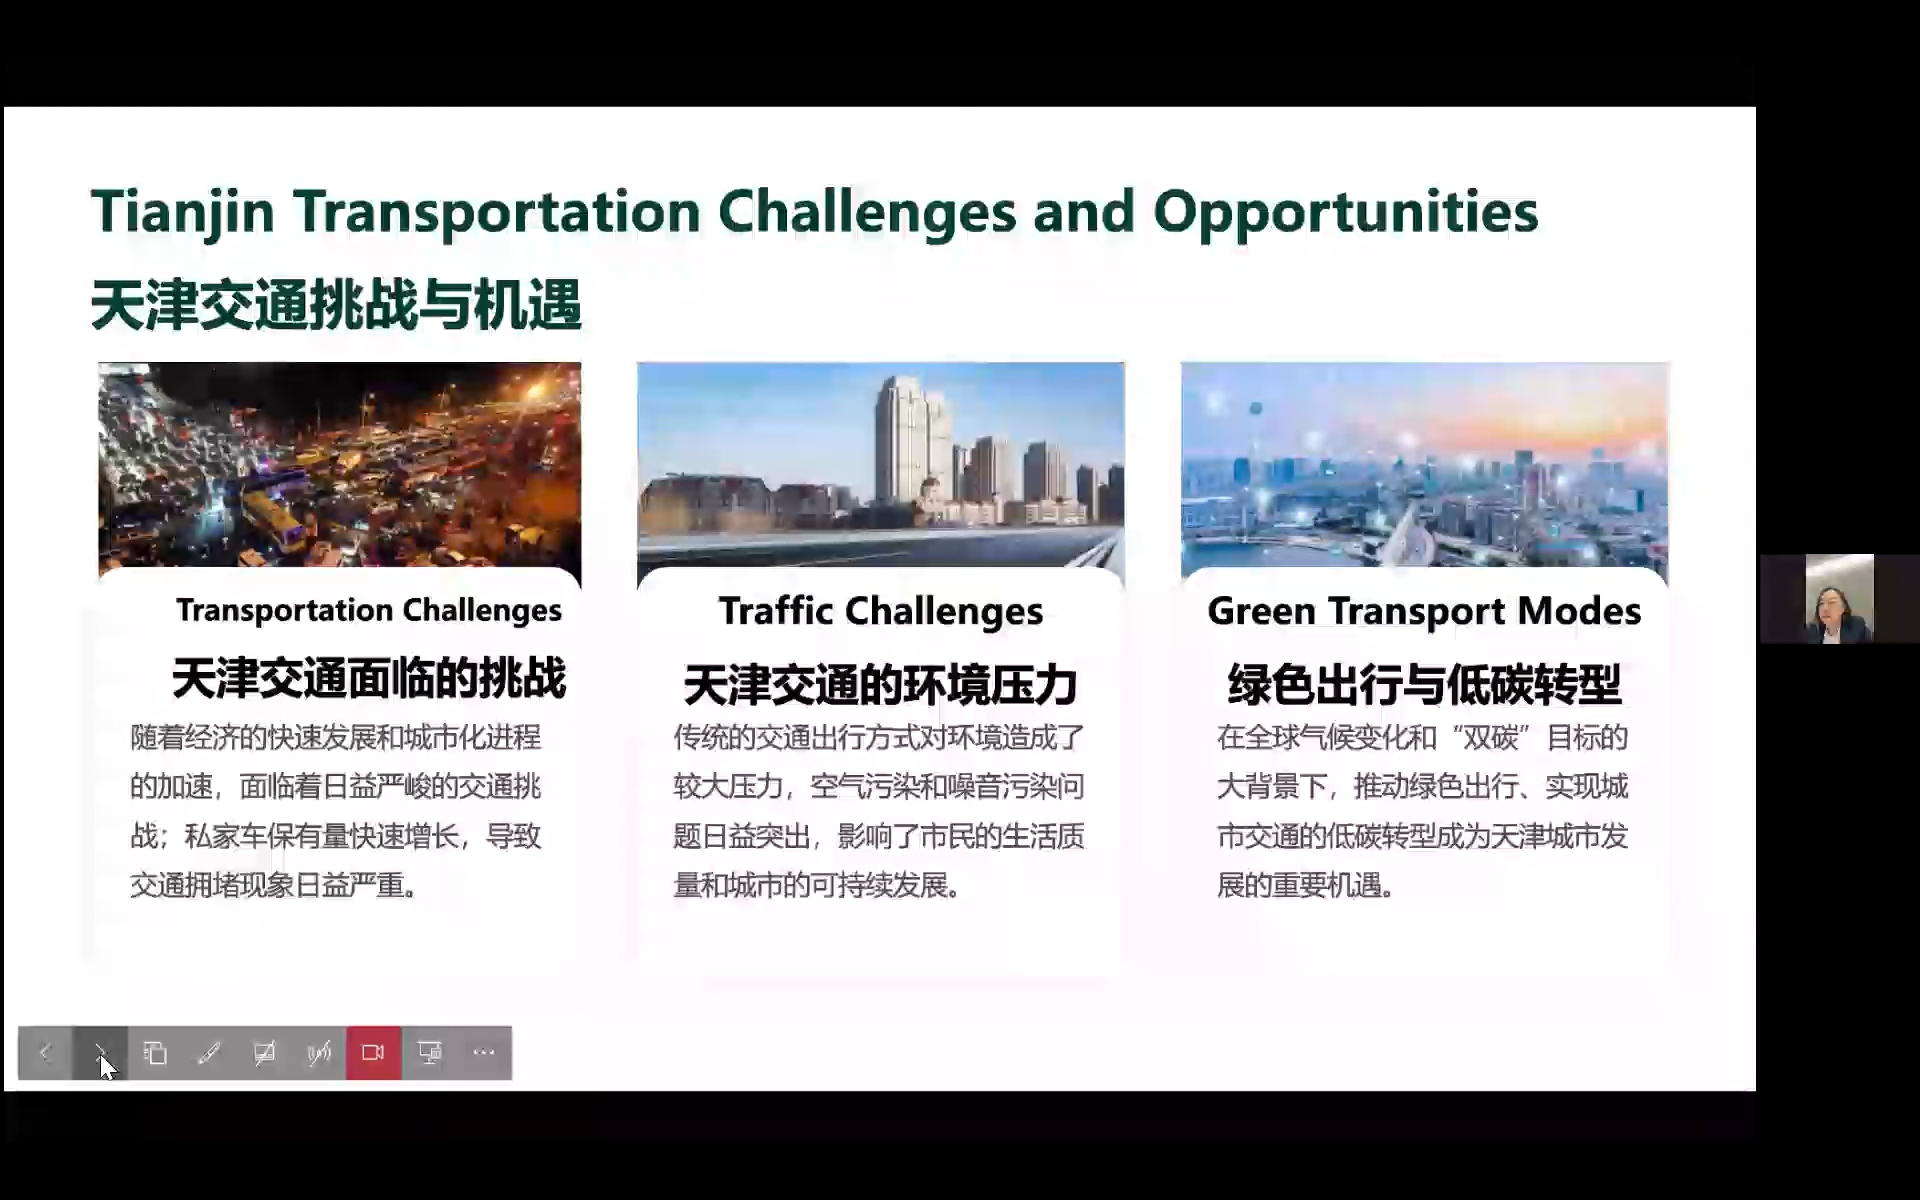 Tianjin Transportation Challenges and Opportunities
天津交通挑战与机遇
Transportation Challenges
天津交通面临的挑战
随着经济的快速发展和城市化进程
的加速，面临着日益严峻的交通挑
战；私家车保有量快速增长，导致
交通拥堵现象日益严重。
Traffic Challenges
天津交通的环境压力
传统的交通出行方式对环境造成了
较大压力，空气污染和噪音污染问
题日益突出，影响了市民的生活质
量和城市的可持续发展。
Green Transport Modes
绿色出行与低碳转型
在全球气候变化和“双碳”目标的
大背景下，推动绿色出行、实现城
市交通的低碳转型成为天津城市发
展的重要机遇。